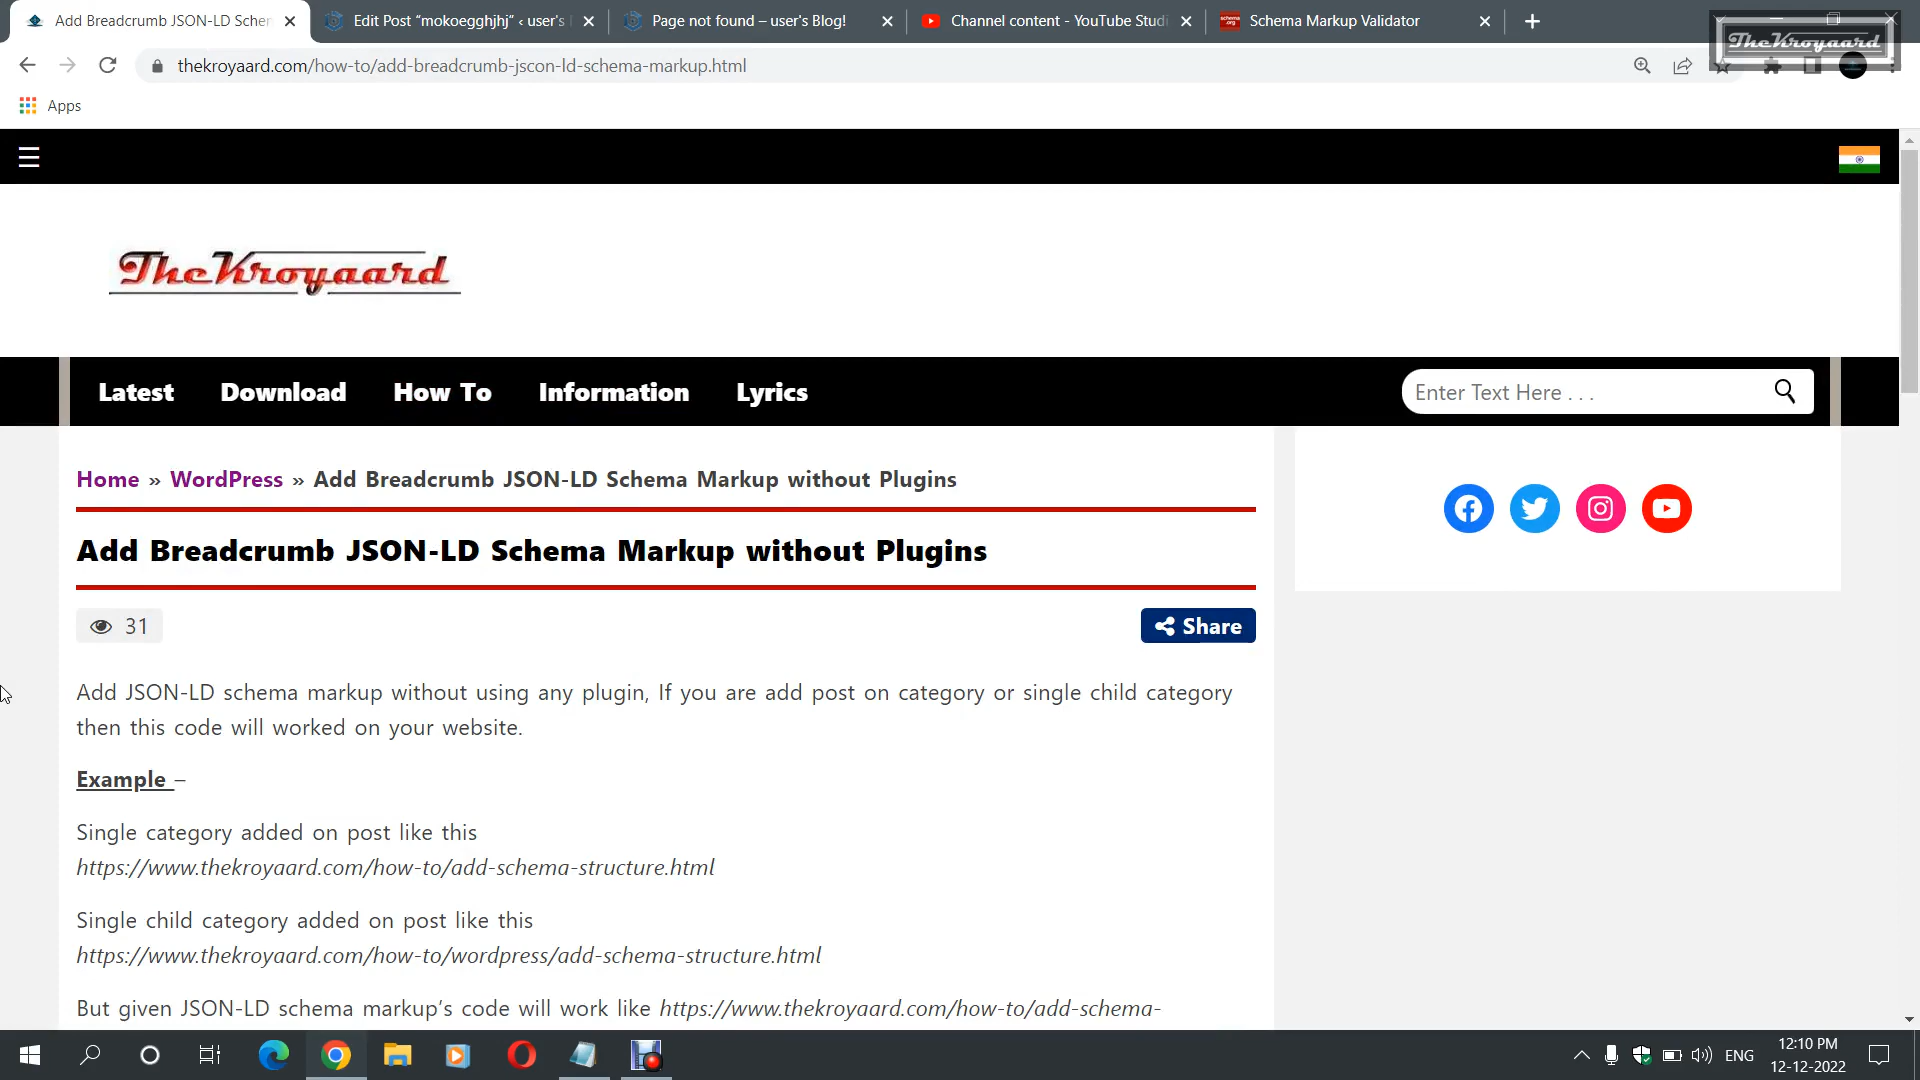 Add Breadcrumb JSON-LD Schem
Edit Post “mokoegghjhj” ‹ user's
Page not found – user's Blog!
Channel content - YouTube Studi
Schema Markup Validator
TheKroyaard
thekroyaard.com/how-to/add-breadcrumb-jscon-ld-schema-markup.html
Apps
TheKroyaard
Latest
Download
How To
Information
Lyrics
Enter Text Here . . .
Home » WordPress » Add Breadcrumb JSON-LD Schema Markup without Plugins
Add Breadcrumb JSON-LD Schema Markup without Plugins
31
Share
Add JSON-LD schema markup without using any plugin, If you are add post on category or single child category
then this code will worked on your website.
Example –
Single category added on post like this
https://www.thekroyaard.com/how-to/add-schema-structure.html
Single child category added on post like this
https://www.thekroyaard.com/how-to/wordpress/add-schema-structure.html
But given JSON-LD schema markup’s code will work like https://www.thekroyaard.com/how-to/add-schema-
ENG
12:10 PM
12-12-2022